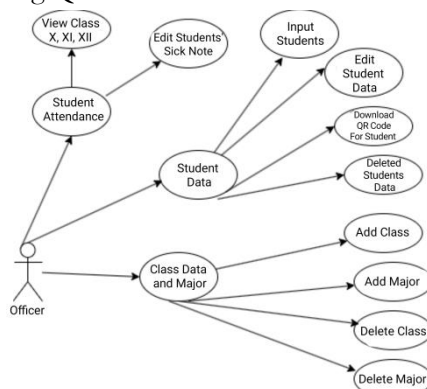 View Class
X, XI, XII
Edit Students'
Sick Note
Input
Students
Edit
Student
Data
Student
Attendance
Download
QR Code
For Student
Student
Data
Deleted
Students
Data
Add Class
Class Data
and Major
Add Major
Officer
Delete Class
Delete Major